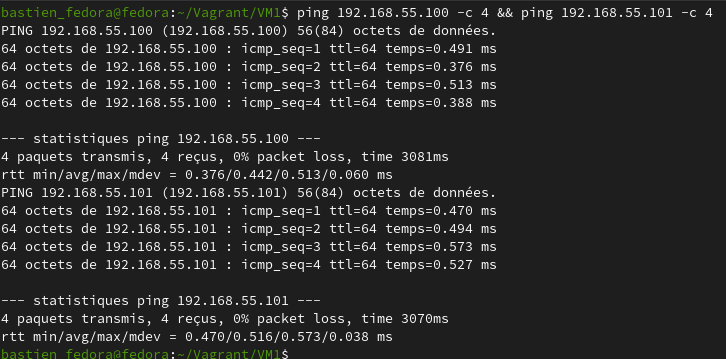 bastien_fedora@fedora:~/Vagrant/VM1$ ping 192.168.55.100 -c 4 && ping 192.168.55.101 -c 4
PING 192.168.55.100 (192.168.55.100) 56(84) octets de données.
64 octets de 192.168.55.100 : icmp_seq=1 ttl=64 temps=0.491 ms
64 octets de 192.168.55.100 : icmp_seq=2 ttl=64 temps=0.376 ms
64 octets de 192.168.55.100 : icmp_seq=3 ttl=64 temps=0.513 ms
64 octets de 192.168.55.100 : icmp_seq=4 ttl=64 temps=0.388 ms
--- statistiques ping 192.168.55.100 ---
4 paquets transmis, 4 reçus, 0% packet loss, time 3081ms
rtt min/avg/max/mdev = 0.376/0.442/0.513/0.060 ms
PING 192.168.55.101 (192.168.55.101) 56(84) octets de données.
64 octets de 192.168.55.101 : icmp_seq=1 ttl=64 temps=0.470 ms
64 octets de 192.168.55.101 : icmp_seq=2 ttl=64 temps=0.494 ms
64 octets de 192.168.55.101 : icmp_seq=3 ttl=64 temps=0.573 ms
64 octets de 192.168.55.101 : icmp_seq=4 ttl=64 temps=0.527 ms
--- statistiques ping 192.168.55.101 ---
4 paquets transmis, 4 reçus, 0% packet loss, time 3070ms
rtt min/avg/max/mdev = 0.470/0.516/0.573/0.038 ms
bastien_fedora@fedora:~/Vagrant/VM1$